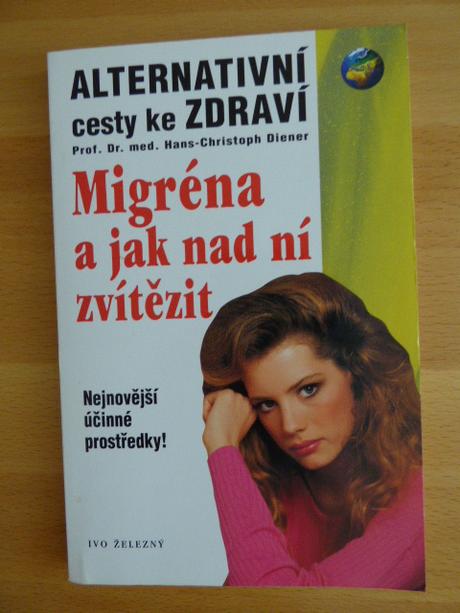 ALTERNATIVNÍ
cesty ke ZDRAVÍ
Prof. Dr. med. Hans-Christoph Diener
Migréna
a jak nad ní
zvítězit
Nejnovější
účinné
prostředky!
IVO ŽELEZNÝ